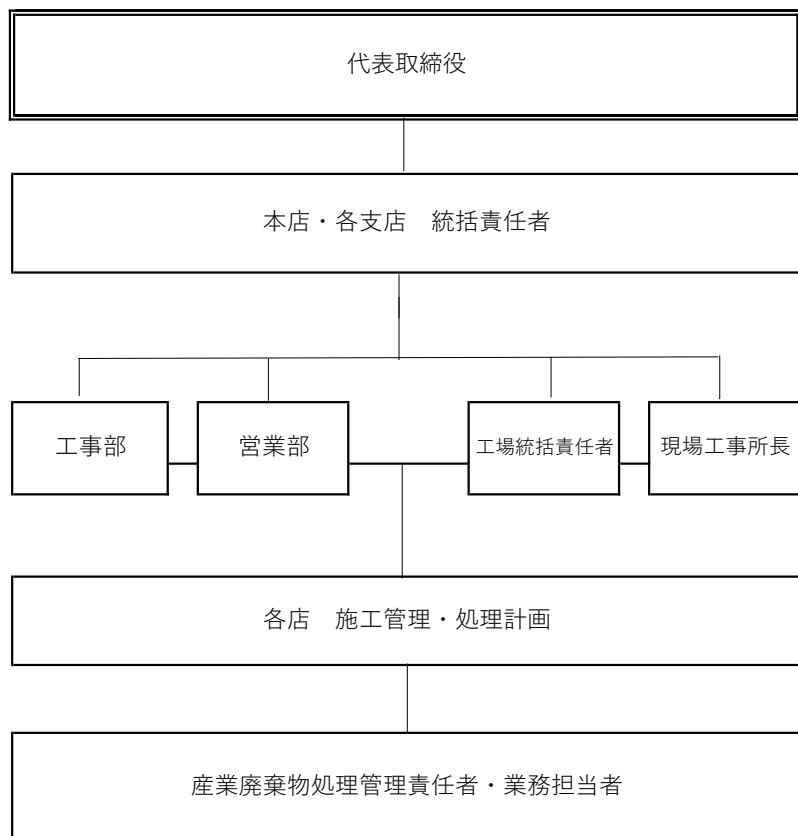 代表取締役
本店・各支店　統括責任者
工事部
営業部
工場統括責任者
現場工事所長
各店　施工管理・処理計画
産業廃棄物処理管理責任者・業務担当者